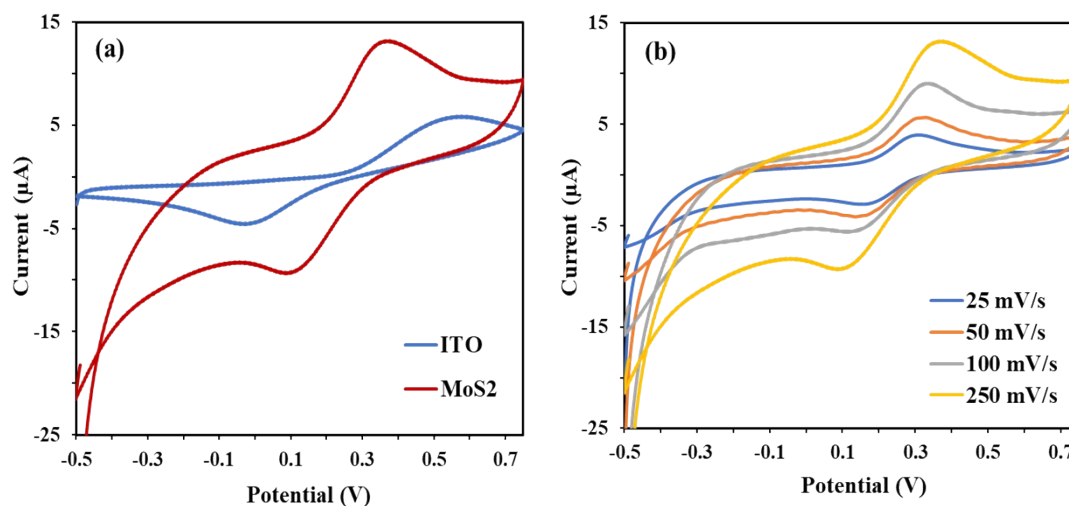 (a)
Current (µA)
15
5
-5
-15
-25
-0.5
-0.3
-0.1
0.1
0.3
0.5
0.7
Potential (V)
ITO
MoS2
(b)
Current (µA)
15
5
-5
-15
-25
-0.5
-0.3
-0.1
0.1
0.3
0.5
0.7
Potential (V)
25 mV/s
50 mV/s
100 mV/s
250 mV/s